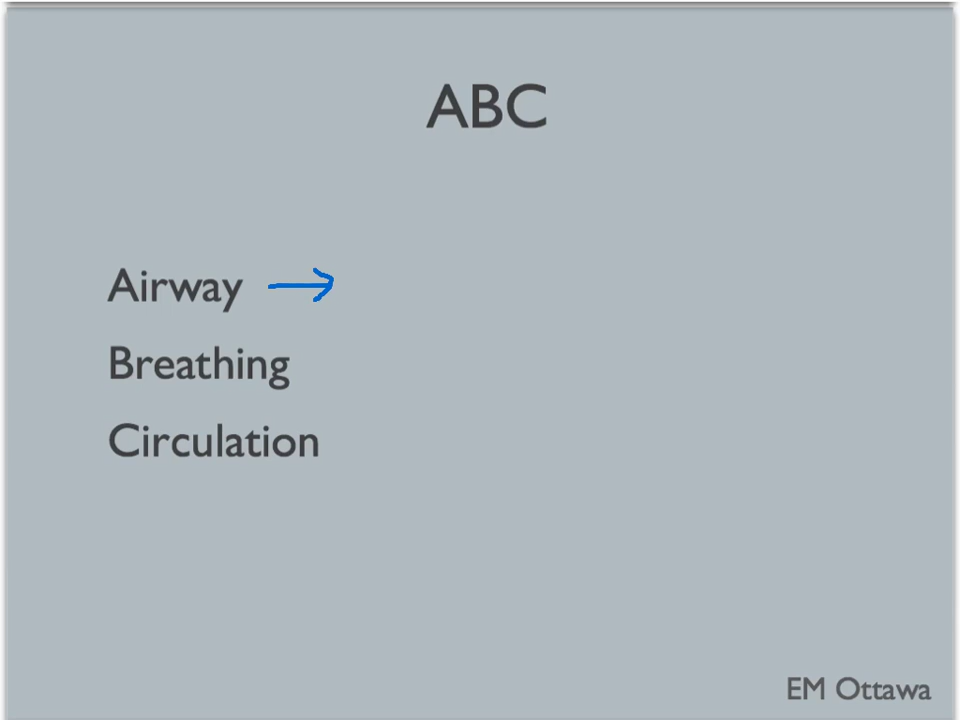 ABC
Airway →
Breathing
Circulation
EM Ottawa